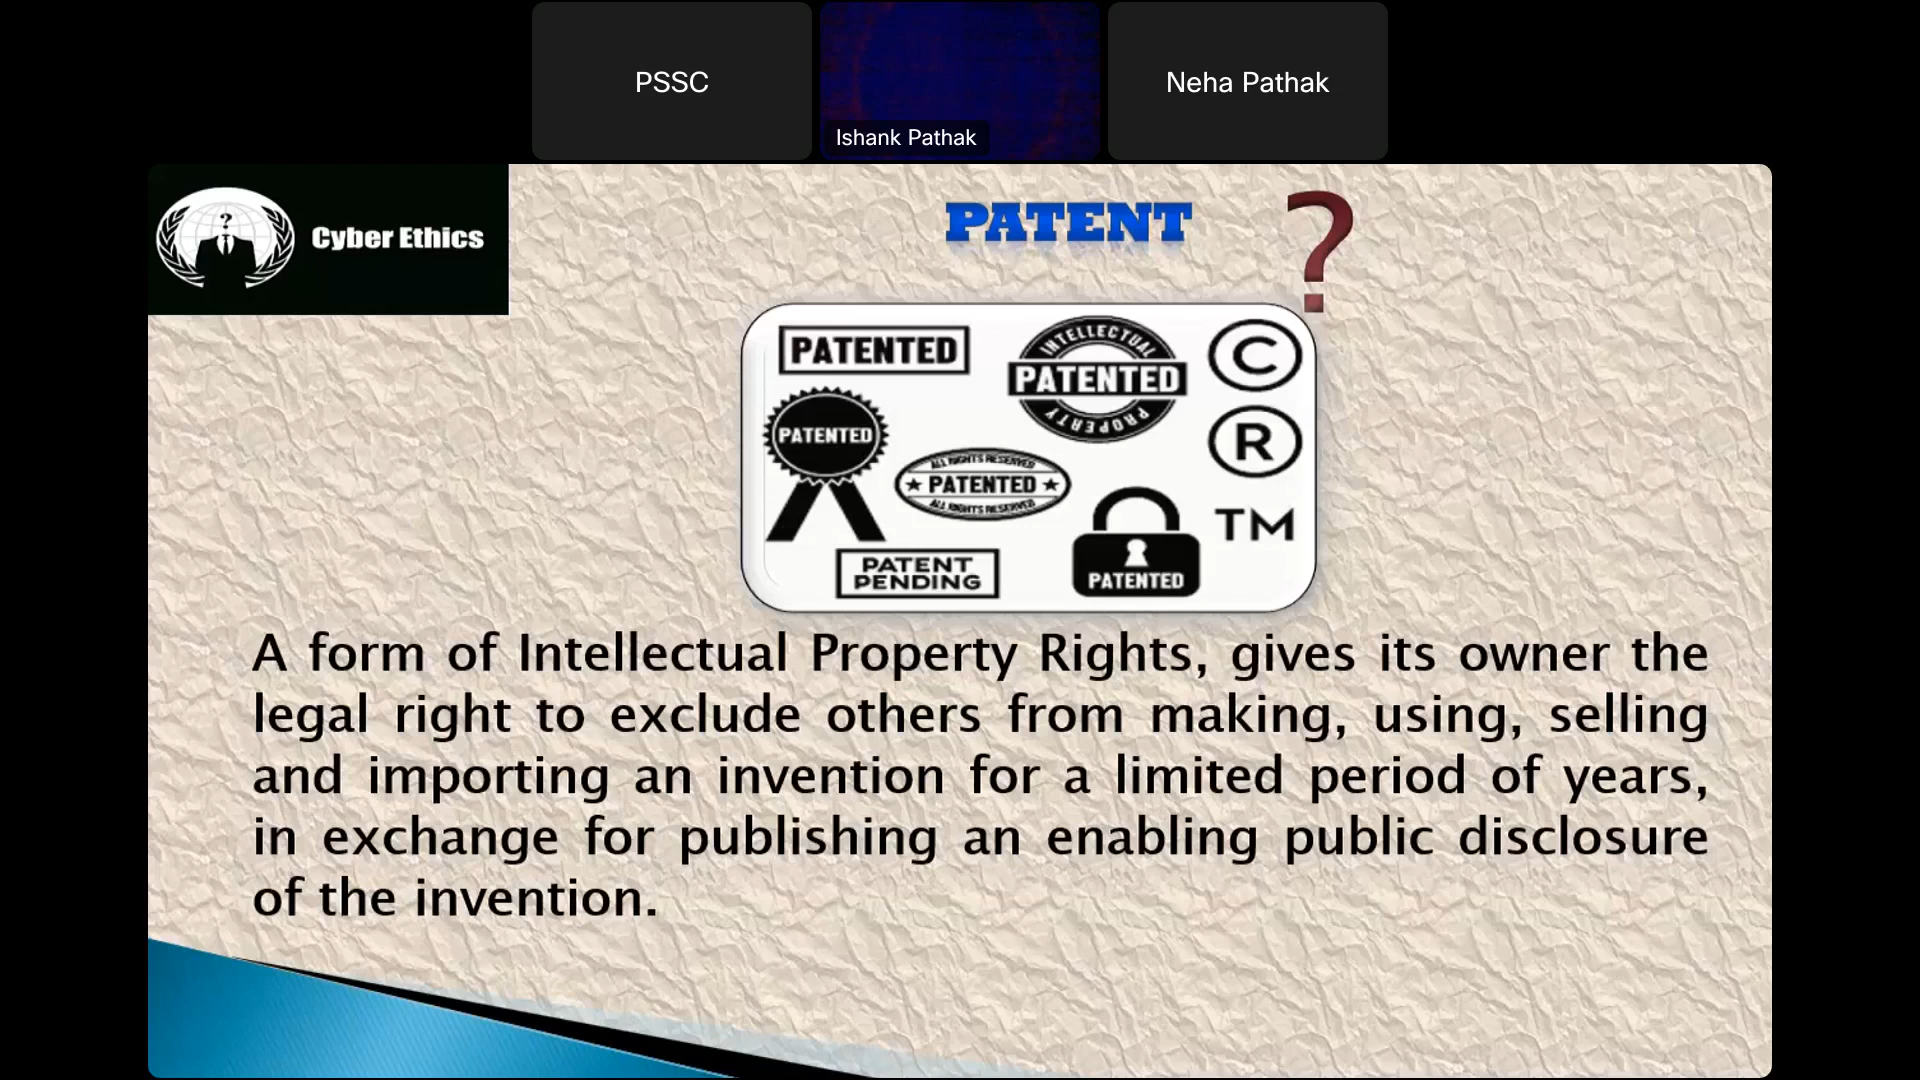 PSSC
Ishank Pathak
Neha Pathak
?
Cyber Ethics
PATENT
?
PATENTED
INTELLECTUAL
PATENTED
PROPERTY
©
PATENTED
®
ALL RIGHTS RESERVED
★ PATENTED ★
ALL RIGHTS RESERVED
TM
PATENT
PENDING
PATENTED
A form of Intellectual Property Rights, gives its owner the
legal right to exclude others from making, using, selling
and importing an invention for a limited period of years,
in exchange for publishing an enabling public disclosure
of the invention.